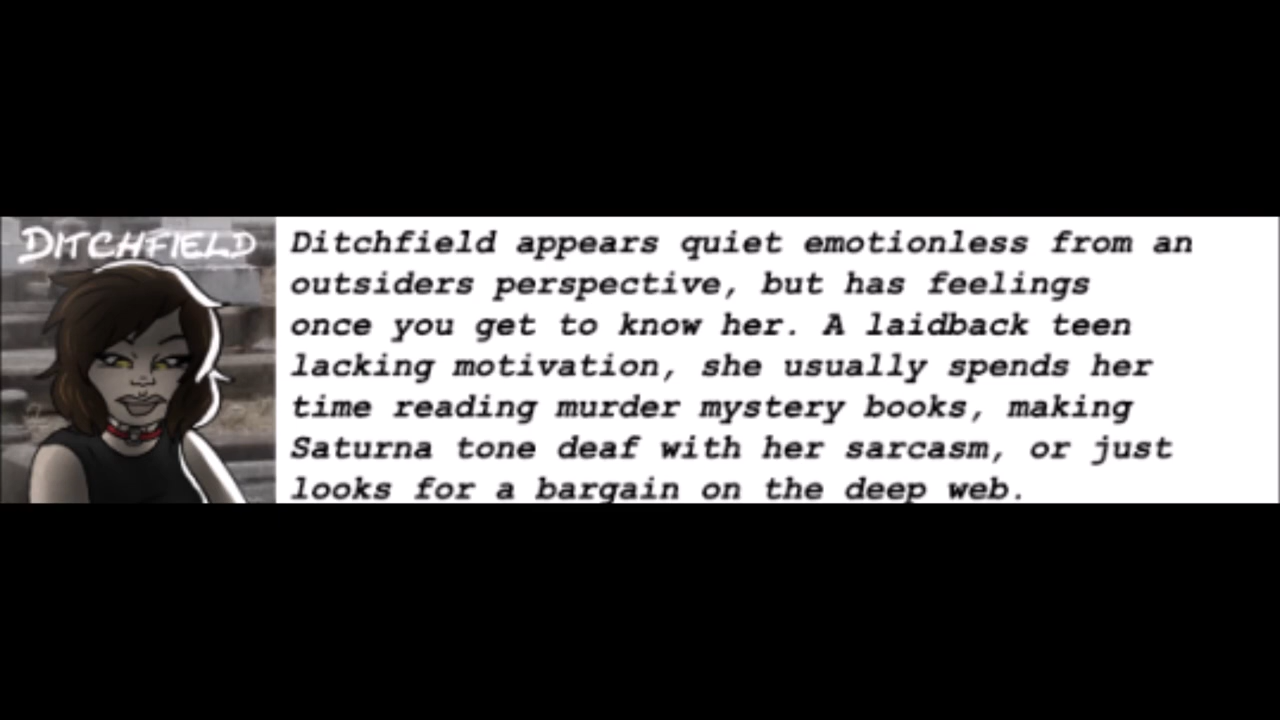 DITCHFIELD
Ditchfield appears quiet emotionless from an
outsiders perspective, but has feelings
once you get to know her. A laidback teen
lacking motivation, she usually spends her
time reading murder mystery books, making
Saturna tone deaf with her sarcasm, or just
looks for a bargain on the deep web.